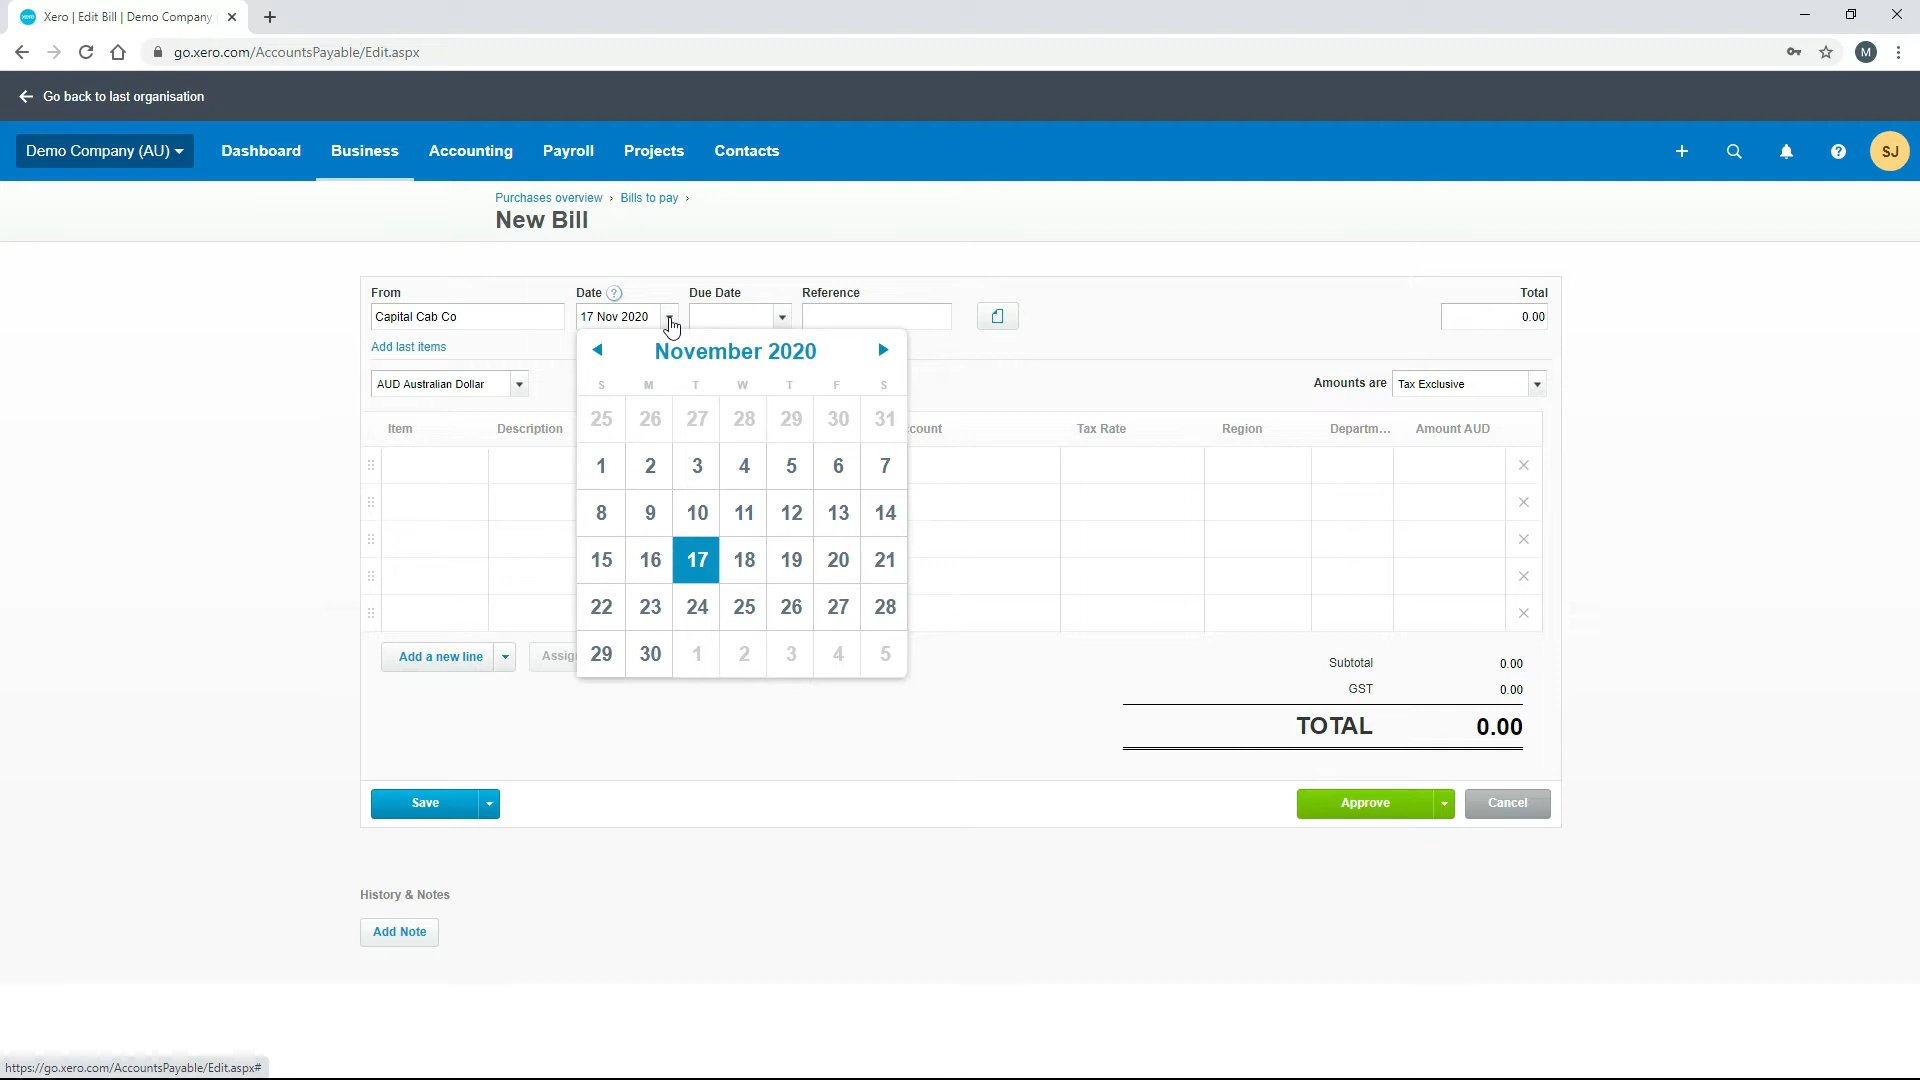 Xero | Edit Bill | Demo Company
go.xero.com/AccountsPayable/Edit.aspx
M
Go back to last organisation
Demo Company (AU) Dashboard Business Accounting Payroll Projects Contacts
SJ
Purchases overview › Bills to pay ›
New Bill
From Date ? Due Date Reference Total
Capital Cab Co 17 Nov 2020 0.00
Add last items
November 2020
S M T W T F S
AUD Australian Dollar Amounts are Tax Exclusive
25 26 27 28 29 30 31
Item Description count Tax Rate Region Departm... Amount AUD
1 2 3 4 5 6 7
8 9 10 11 12 13 14
15 16 17 18 19 20 21
22 23 24 25 26 27 28
29 30 1 2 3 4 5
Add a new line Assig
Subtotal 0.00
GST 0.00
TOTAL 0.00
Save Approve Cancel
History & Notes
Add Note
https://go.xero.com/AccountsPayable/Edit.aspx#